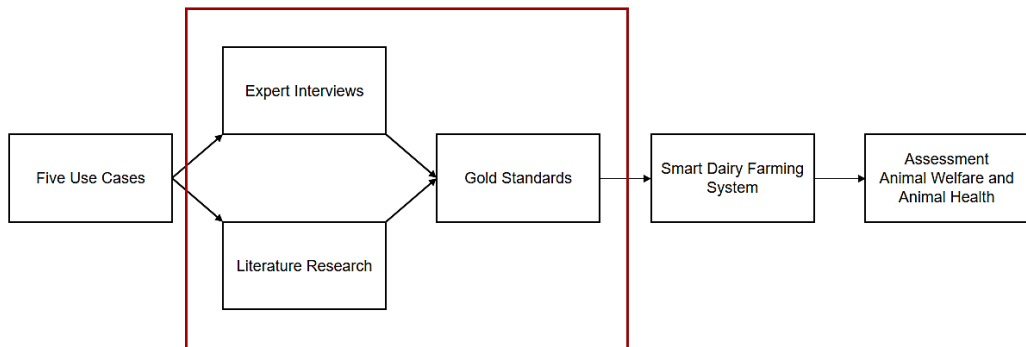 Five Use Cases
Expert Interviews
Literature Research
Gold Standards
Smart Dairy Farming
System
Assessment
Animal Welfare and
Animal Health